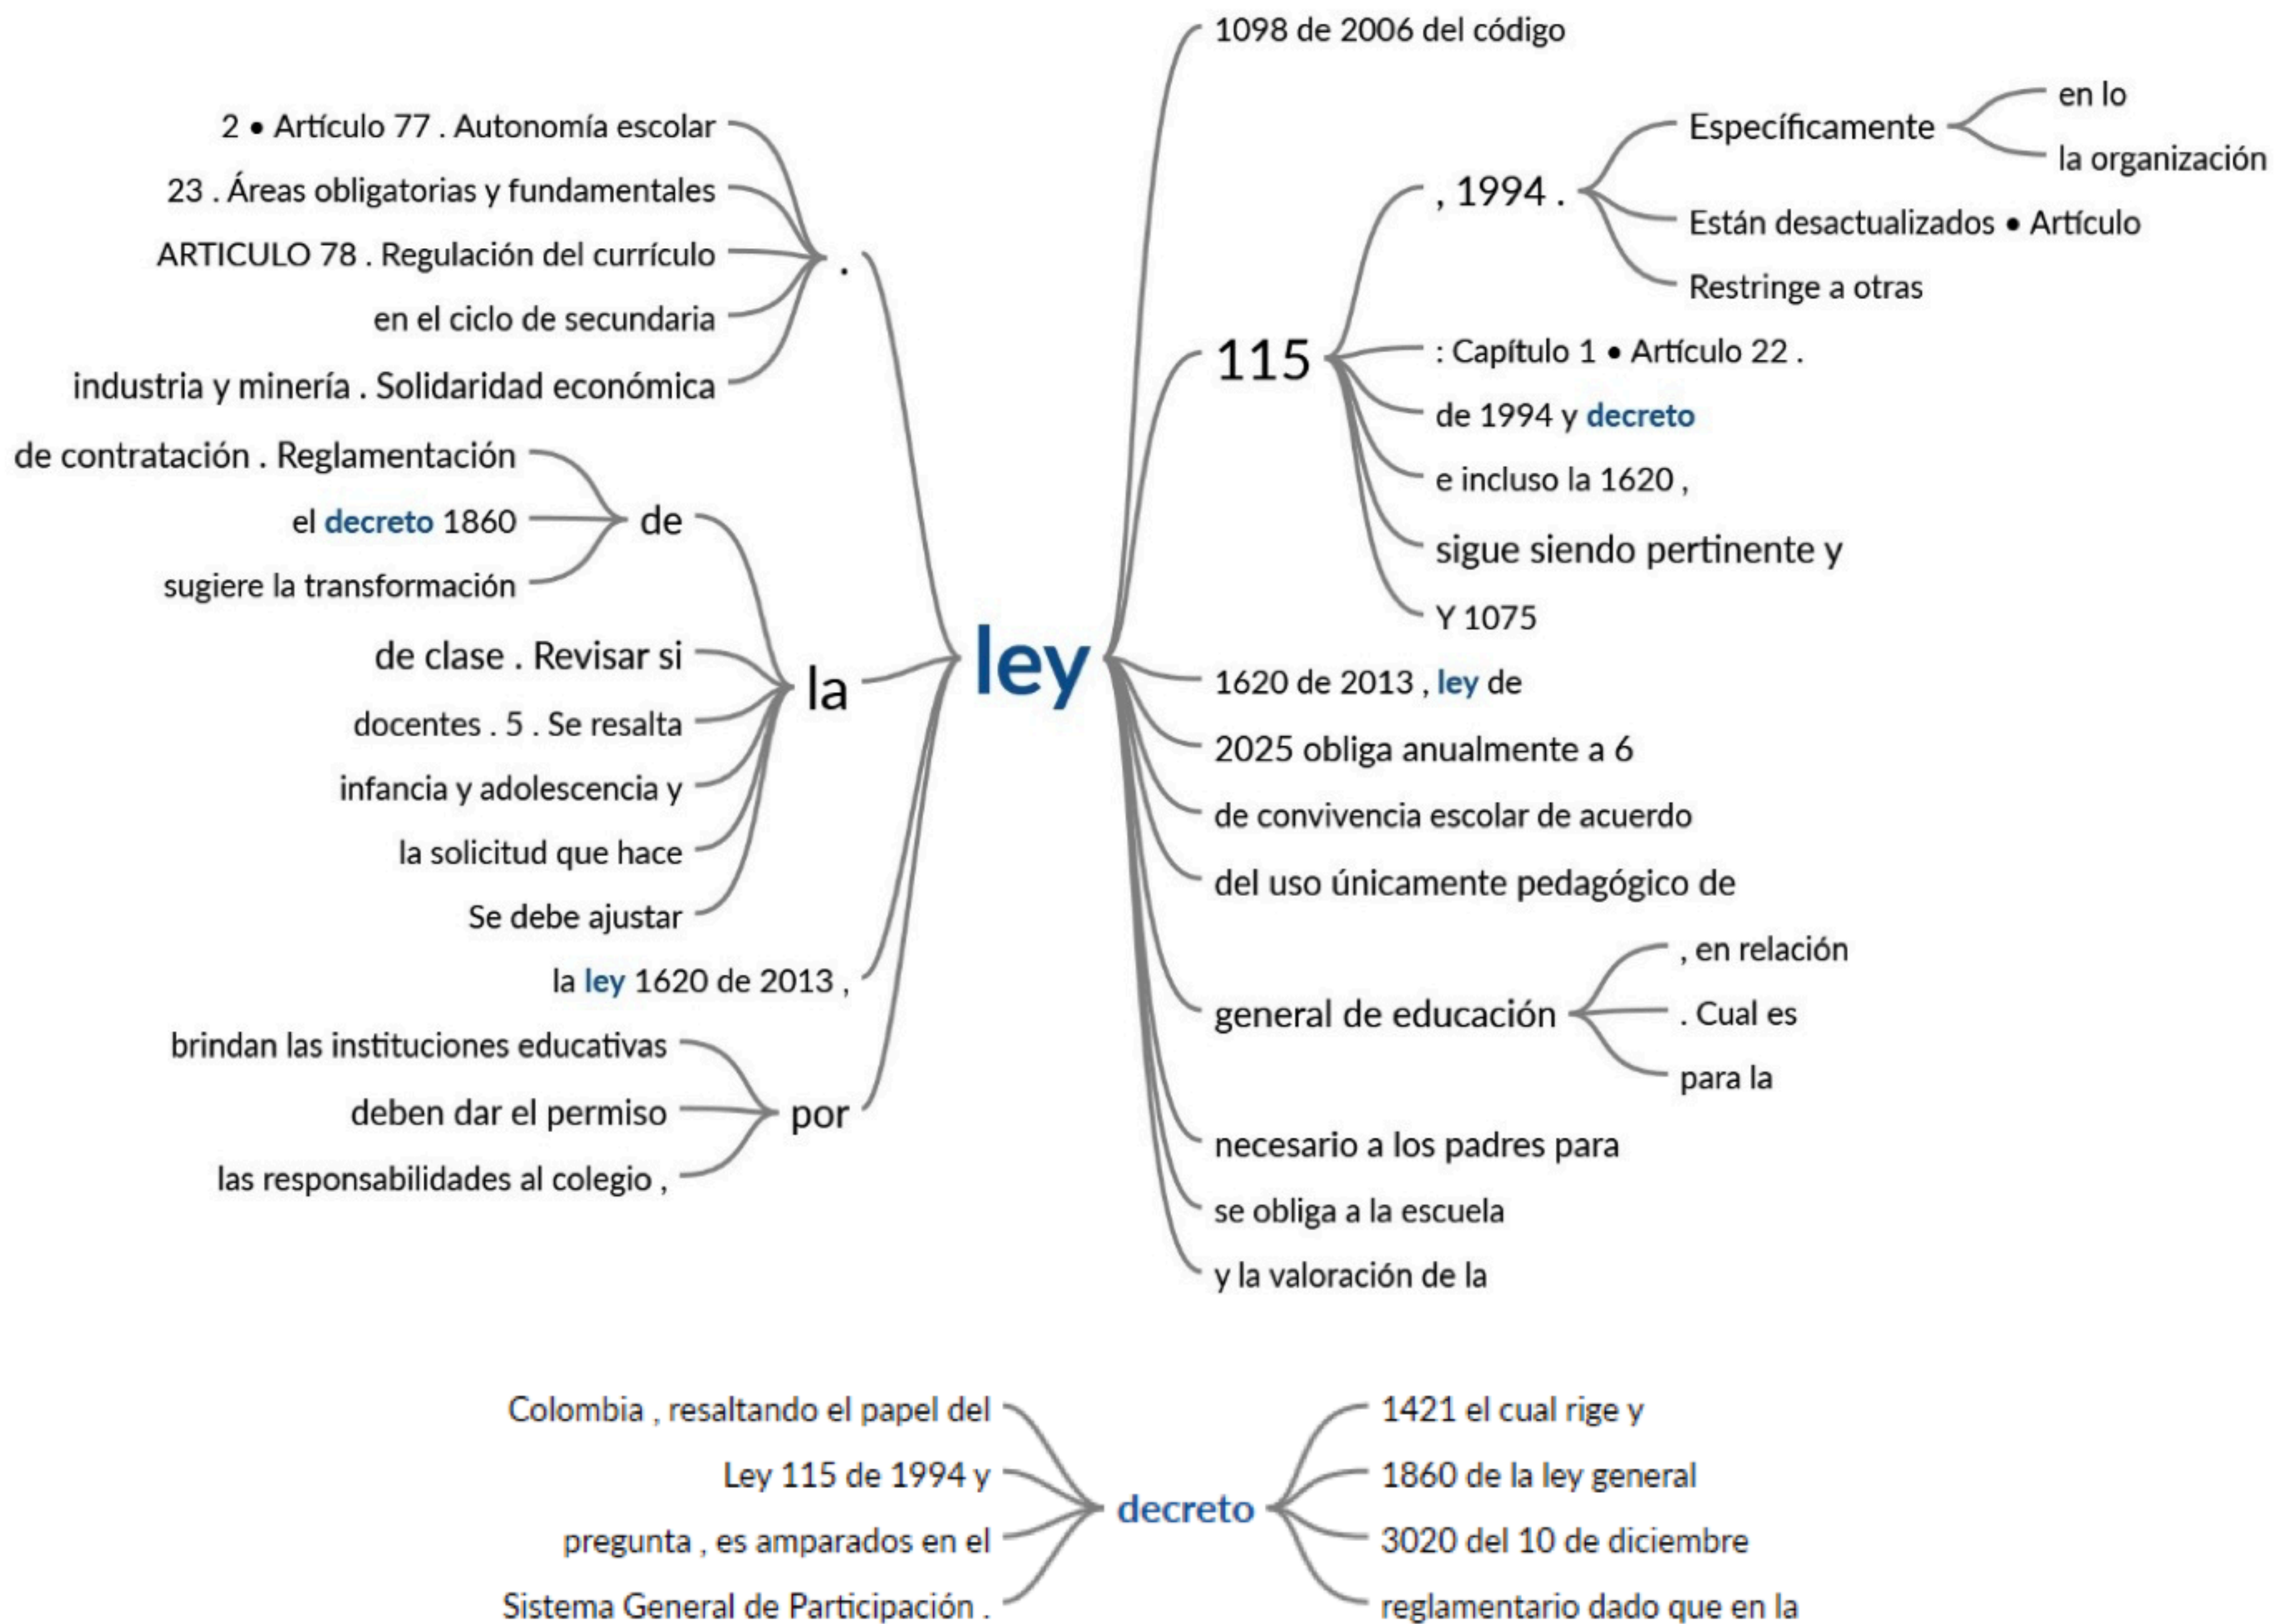 1098 de 2006 del código
2 • Artículo 77 . Autonomía escolar
23 . Áreas obligatorias y fundamentales
ARTICULO 78 . Regulación del currículo
en el ciclo de secundaria
industria y minería . Solidaridad económica
.
de contratación . Reglamentación
el decreto 1860
sugiere la transformación
de
de clase . Revisar si
docentes . 5 . Se resalta
infancia y adolescencia y
la solicitud que hace
Se debe ajustar
la
la ley 1620 de 2013 ,
brindan las instituciones educativas
deben dar el permiso
las responsabilidades al colegio ,
por
ley
115
, 1994 .
Específicamente
en lo
la organización
Están desactualizados • Artículo
Restringe a otras
: Capítulo 1 • Artículo 22 .
de 1994 y decreto
e incluso la 1620 ,
sigue siendo pertinente y
Y 1075
1620 de 2013 , ley de
2025 obliga anualmente a 6
de convivencia escolar de acuerdo
del uso únicamente pedagógico de
general de educación
, en relación
. Cual es
para la
necesario a los padres para
se obliga a la escuela
y la valoración de la
Colombia , resaltando el papel del
Ley 115 de 1994 y
pregunta , es amparados en el
Sistema General de Participación .
decreto
1421 el cual rige y
1860 de la ley general
3020 del 10 de diciembre
reglamentario dado que en la